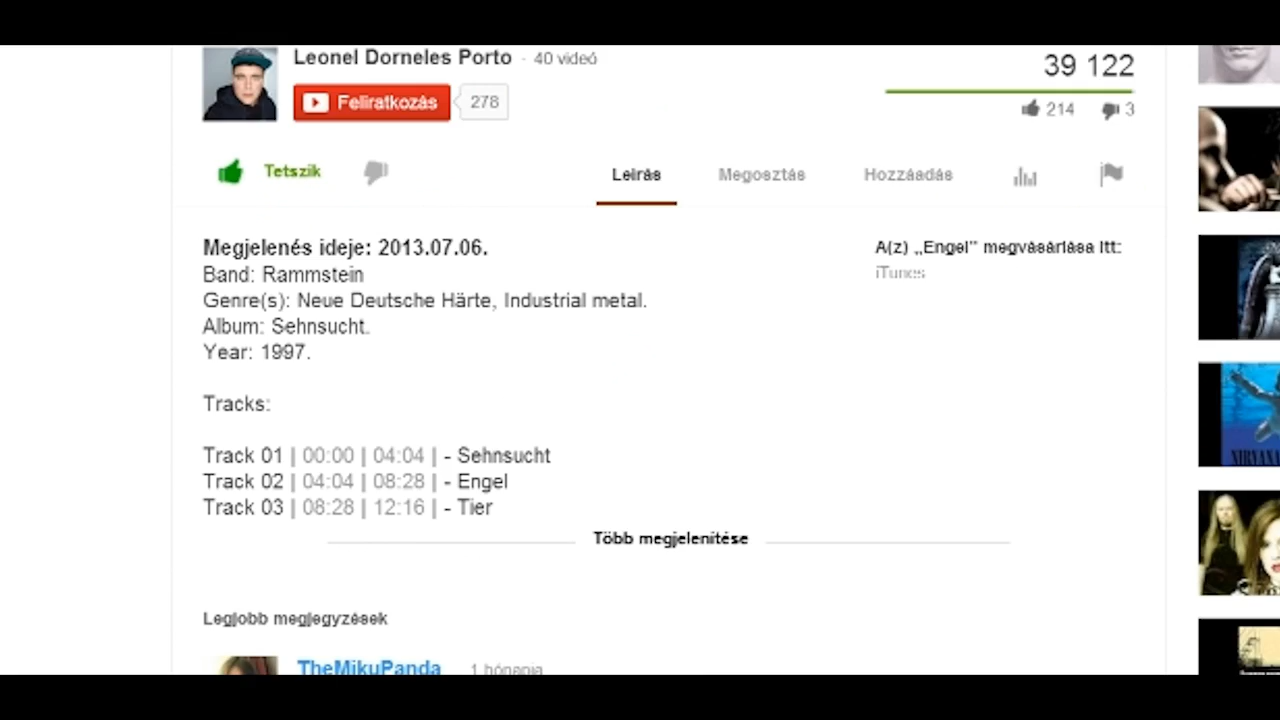 Leonel Dorneles Porto - 40 videó
39 122
Feliratkozás 278
214 3
Tetszik
Leírás Megosztás Hozzáadás
Megjelenés ideje: 2013.07.06.
A(z) „Engel" megvásárlása itt:
Band: Rammstein
iTunes
Genre(s): Neue Deutsche Härte, Industrial metal.
Album: Sehnsucht.
Year: 1997.
Tracks:
Track 01 | 00:00 | 04:04 | - Sehnsucht
Track 02 | 04:04 | 08:28 | - Engel
Track 03 | 08:28 | 12:16 | - Tier
Több megjelenítése
Legjobb megjegyzések
TheMikuPanda 1 hónapja
NIRVANA